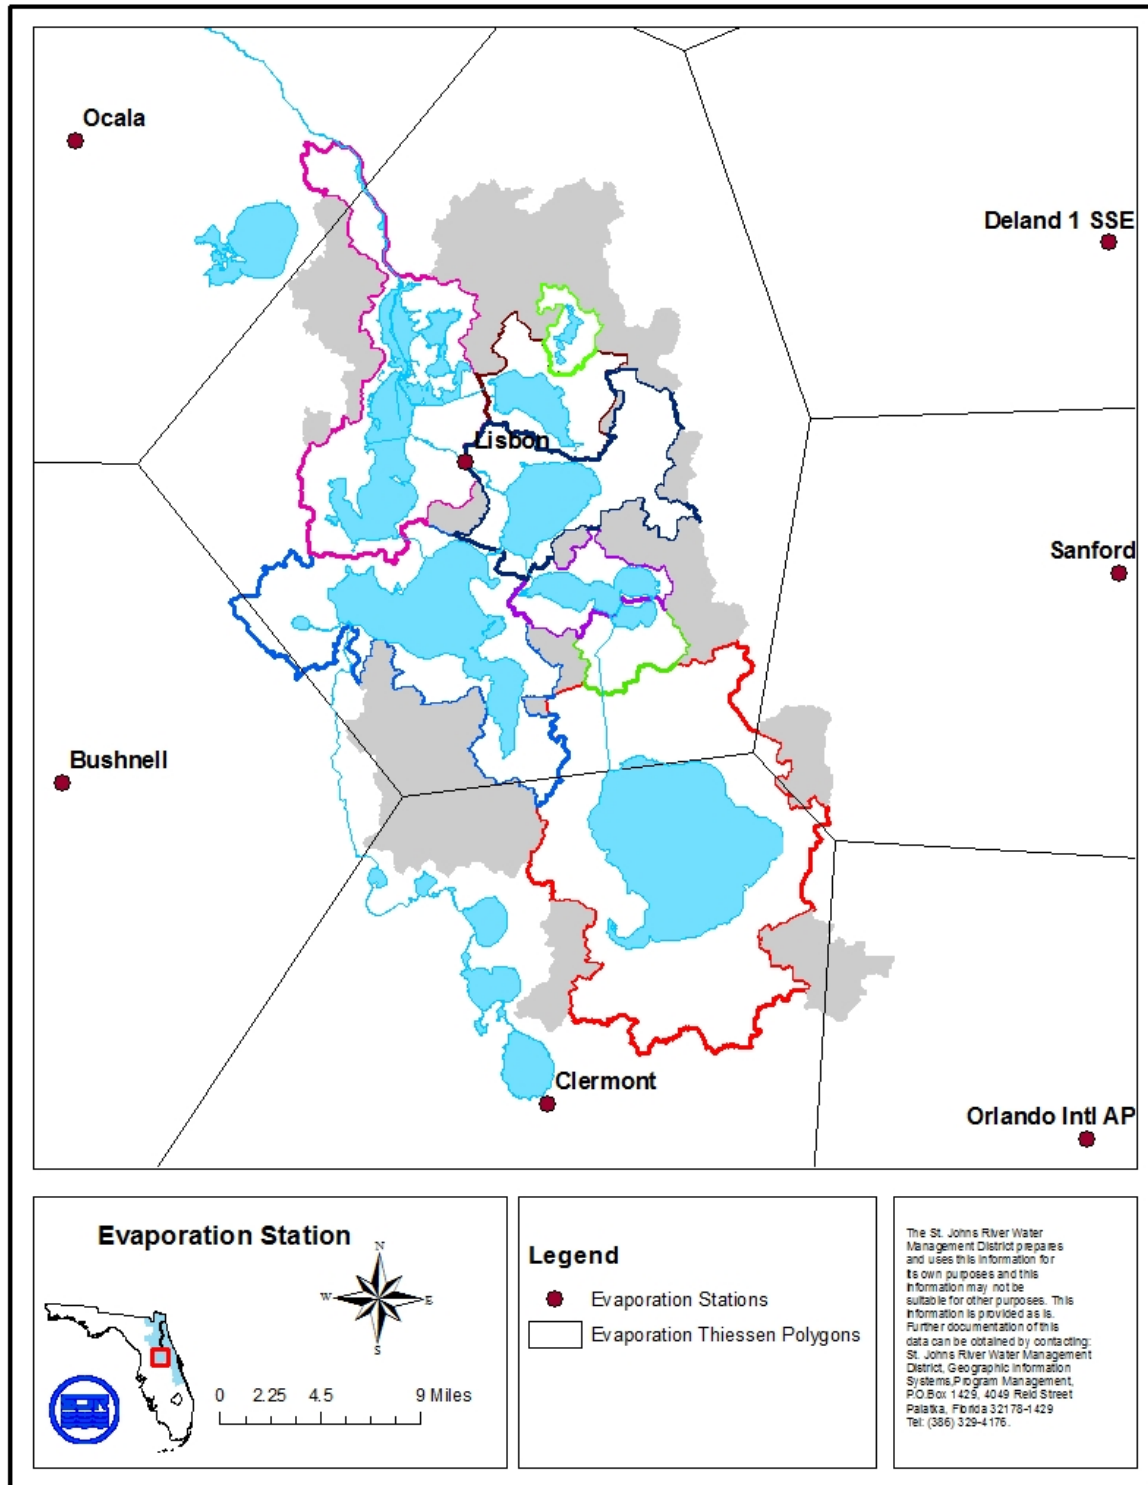 Ocala
Deland 1 SSE
Lisbon
Sanford
Bushnell
Clermont
Orlando Intl AP
Evaporation Station
N
W
E
S
0 2.25 4.5 9 Miles
Legend
Evaporation Stations
Evaporation Thiessen Polygons
The St. Johns River Water
Management District prepares
and uses this information for
its own purposes and this
information may not be
suitable for other purposes. This
information is provided as is.
Further documentation of this
data can be obtained by contacting:
St. Johns River Water Management
District, Geographic Information
Systems,Program Management,
P.O.Box 1429, 4049 Reid Street
Palatka, Florida 32178-1429
Tel: (386) 329-4176.